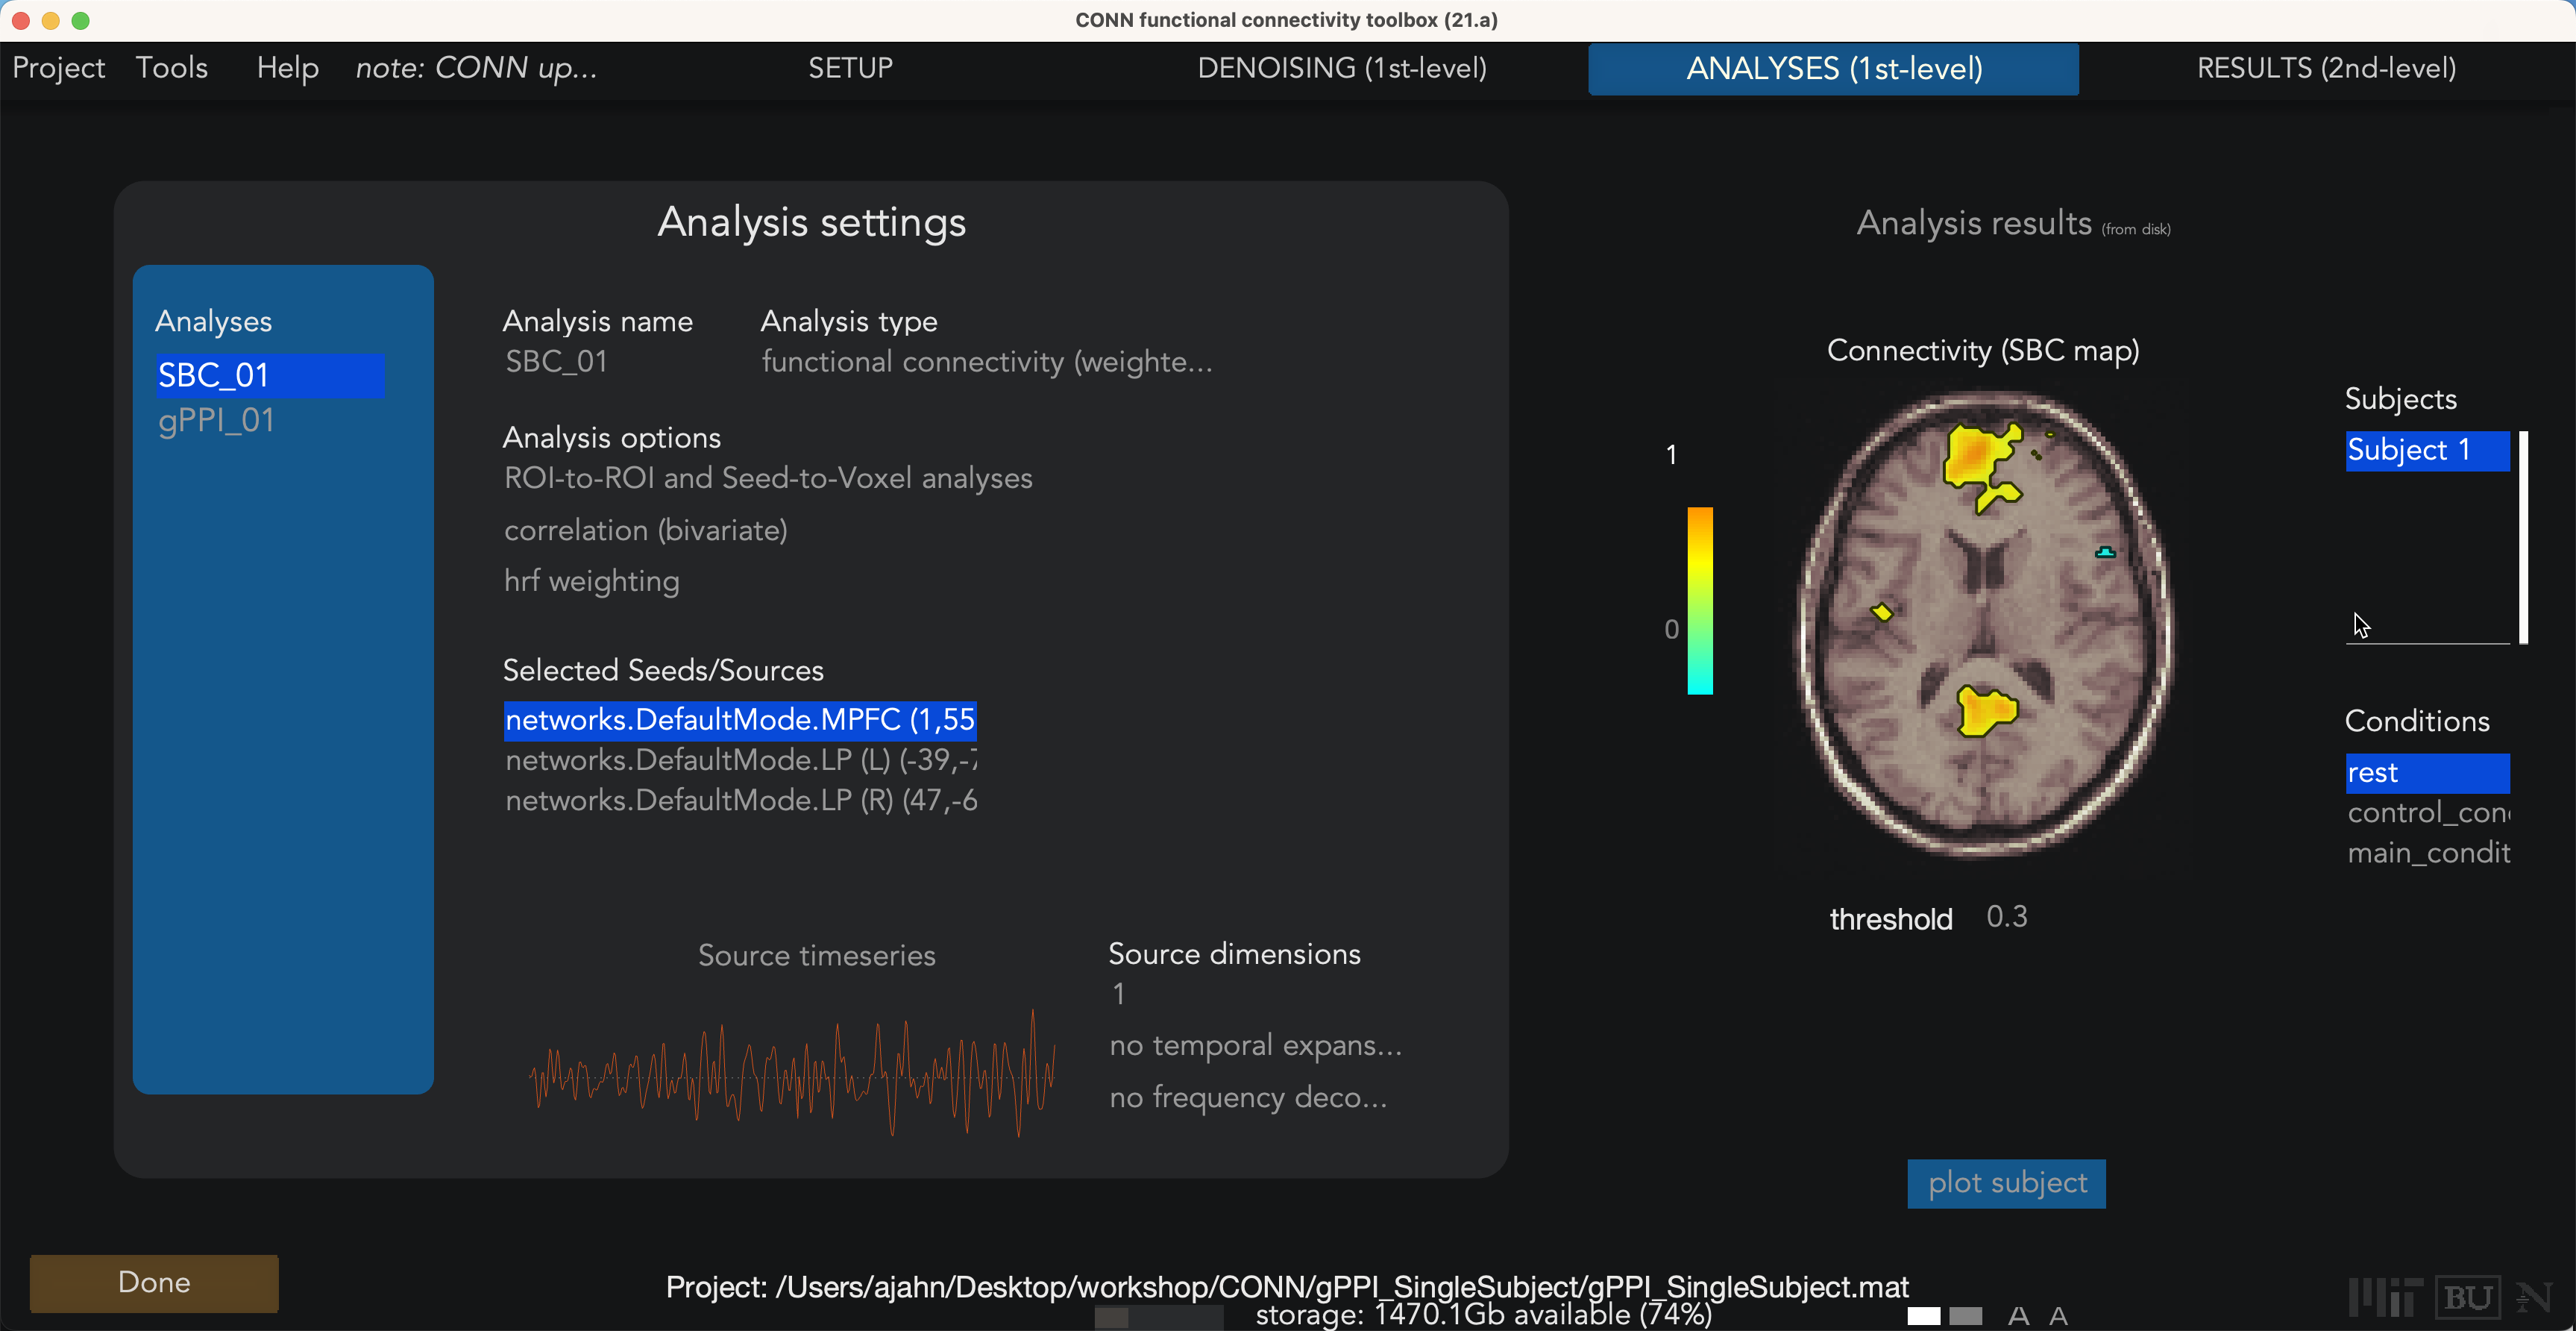 CONN functional connectivity toolbox (21.a)
Project Tools Help note: CONN up... SETUP DENOISING (1st-level) ANALYSES (1st-level) RESULTS (2nd-level)
Analysis settings
Analyses
SBC_01
gPPI_01
Analysis name Analysis type
SBC_01 functional connectivity (weighte...
Analysis options
ROI-to-ROI and Seed-to-Voxel analyses
correlation (bivariate)
hrf weighting
Selected Seeds/Sources
networks.DefaultMode.MPFC (1,55
networks.DefaultMode.LP (L) (-39,-7
networks.DefaultMode.LP (R) (47,-6
Source timeseries
Source dimensions
1
no temporal expans...
no frequency deco...
Analysis results (from disk)
Connectivity (SBC map)
1
0
threshold 0.3
Subjects
Subject 1
Conditions
rest
control_con
main_condit
plot subject
Done
Project: /Users/ajahn/Desktop/workshop/CONN/gPPI_SingleSubject/gPPI_SingleSubject.mat
storage: 1470.1Gb available (74%)
A A
MIT BU N